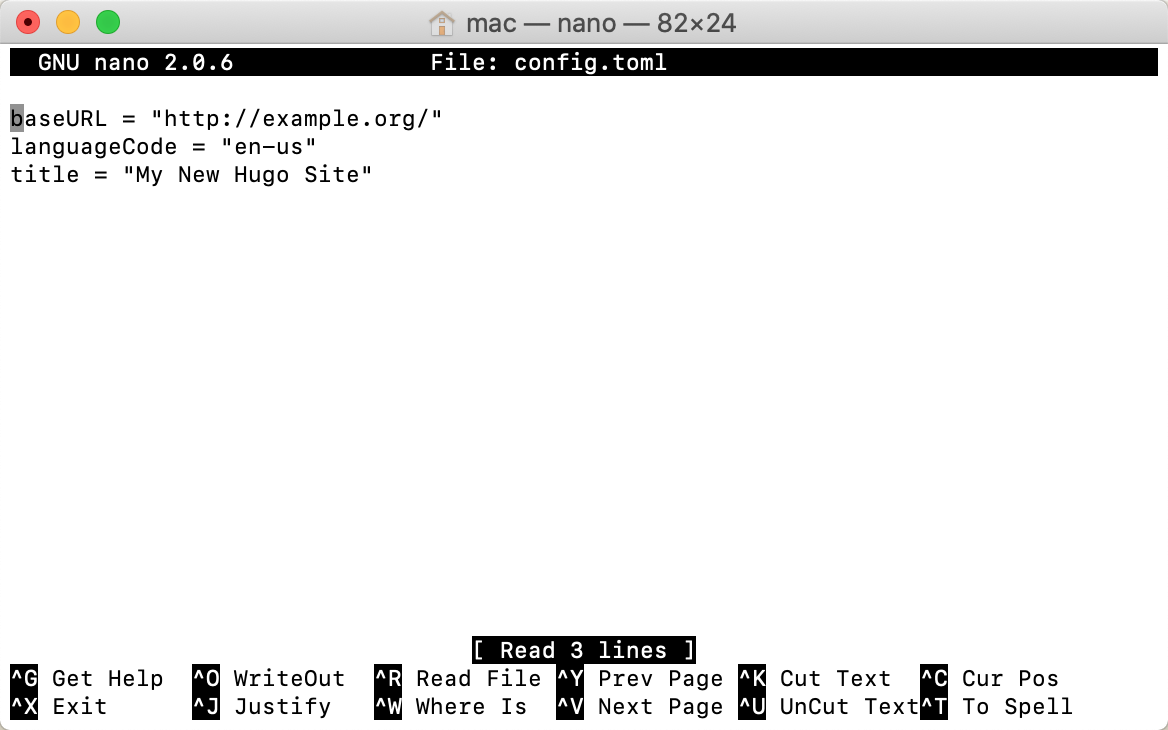 mac — nano — 82×24
GNU nano 2.0.6 File: config.toml
baseURL = "http://example.org/"
languageCode = "en-us"
title = "My New Hugo Site"
[ Read 3 lines ]
^G Get Help ^O WriteOut ^R Read File ^Y Prev Page ^K Cut Text ^C Cur Pos
^X Exit ^J Justify ^W Where Is ^V Next Page ^U UnCut Text ^T To Spell